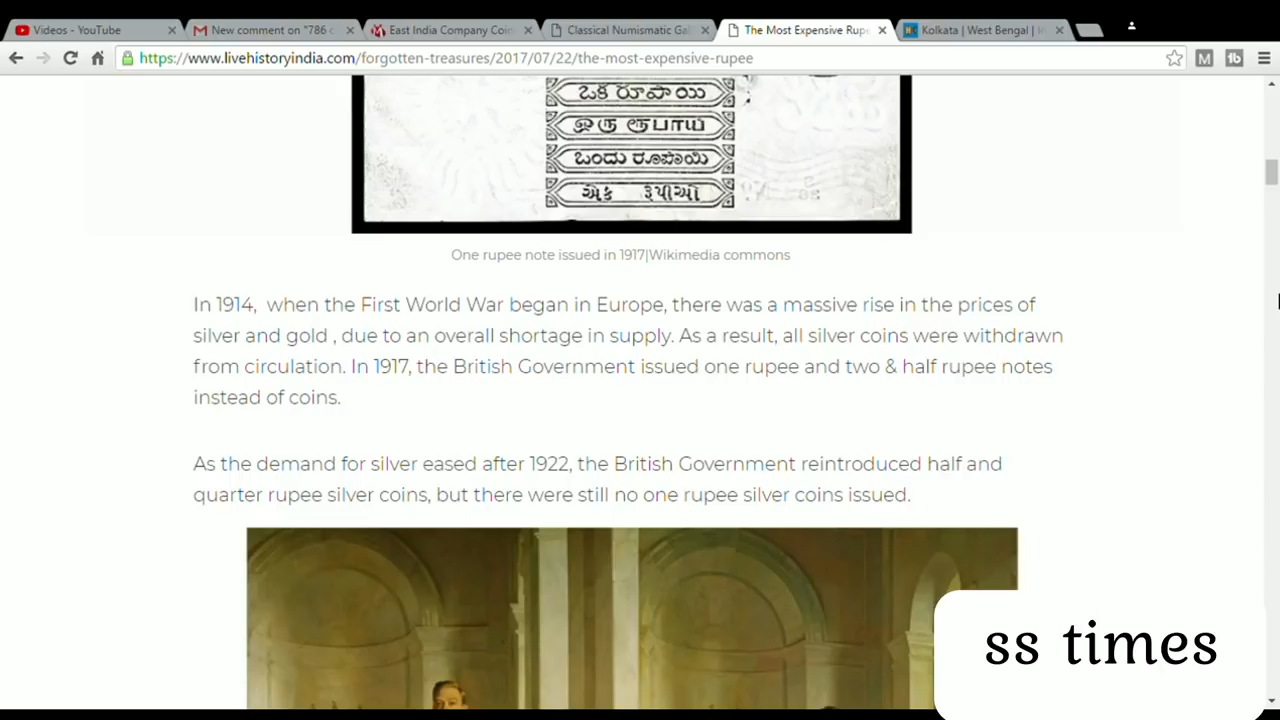 Videos - YouTube
New comment on "786 c
East India Company Coin
Classical Numismatic Gal
The Most Expensive Rupe
Kolkata | West Bengal | I
https://www.livehistoryindia.com/forgotten-treasures/2017/07/22/the-most-expensive-rupee
ఒక రూపాయి
ஒரு ரூபாய்
ಒಂದು ರೂಪಾಯಿ
એક રૂપીઓ
One rupee note issued in 1917|Wikimedia commons
In 1914, when the First World War began in Europe, there was a massive rise in the prices of
silver and gold , due to an overall shortage in supply. As a result, all silver coins were withdrawn
from circulation. In 1917, the British Government issued one rupee and two & half rupee notes
instead of coins.
As the demand for silver eased after 1922, the British Government reintroduced half and
quarter rupee silver coins, but there were still no one rupee silver coins issued.
ss times